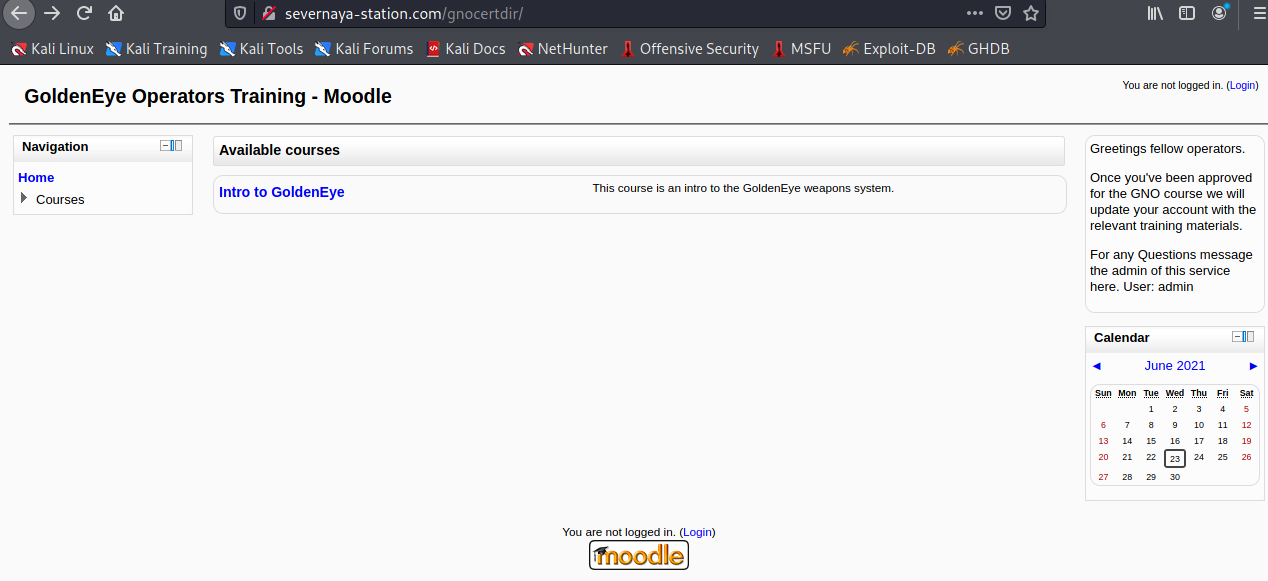 severnaya-station.com/gnocertdir/
Kali Linux Kali Training Kali Tools Kali Forums Kali Docs NetHunter Offensive Security MSFU Exploit-DB GHDB
GoldenEye Operators Training - Moodle
You are not logged in. (Login)
Navigation
Home
Courses
Available courses
Intro to GoldenEye
This course is an intro to the GoldenEye weapons system.
Greetings fellow operators.
Once you've been approved
for the GNO course we will
update your account with the
relevant training materials.
For any Questions message
the admin of this service
here. User: admin
Calendar
◄ June 2021 ►
Sun Mon Tue Wed Thu Fri Sat
1 2 3 4 5
6 7 8 9 10 11 12
13 14 15 16 17 18 19
20 21 22 23 24 25 26
27 28 29 30
You are not logged in. (Login)
moodle